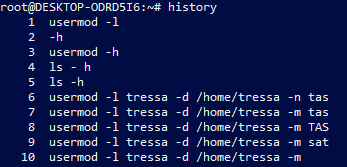 root@DESKTOP-ODRD5I6:~# history
1 usermod -l
2 -h
3 usermod -h
4 ls - h
5 ls -h
6 usermod -l tressa -d /home/tressa -n tas
7 usermod -l tressa -d /home/tressa -m tas
8 usermod -l tressa -d /home/tressa -m TAS
9 usermod -l tressa -d /home/tressa -m sat
10 usermod -l tressa -d /home/tressa -m